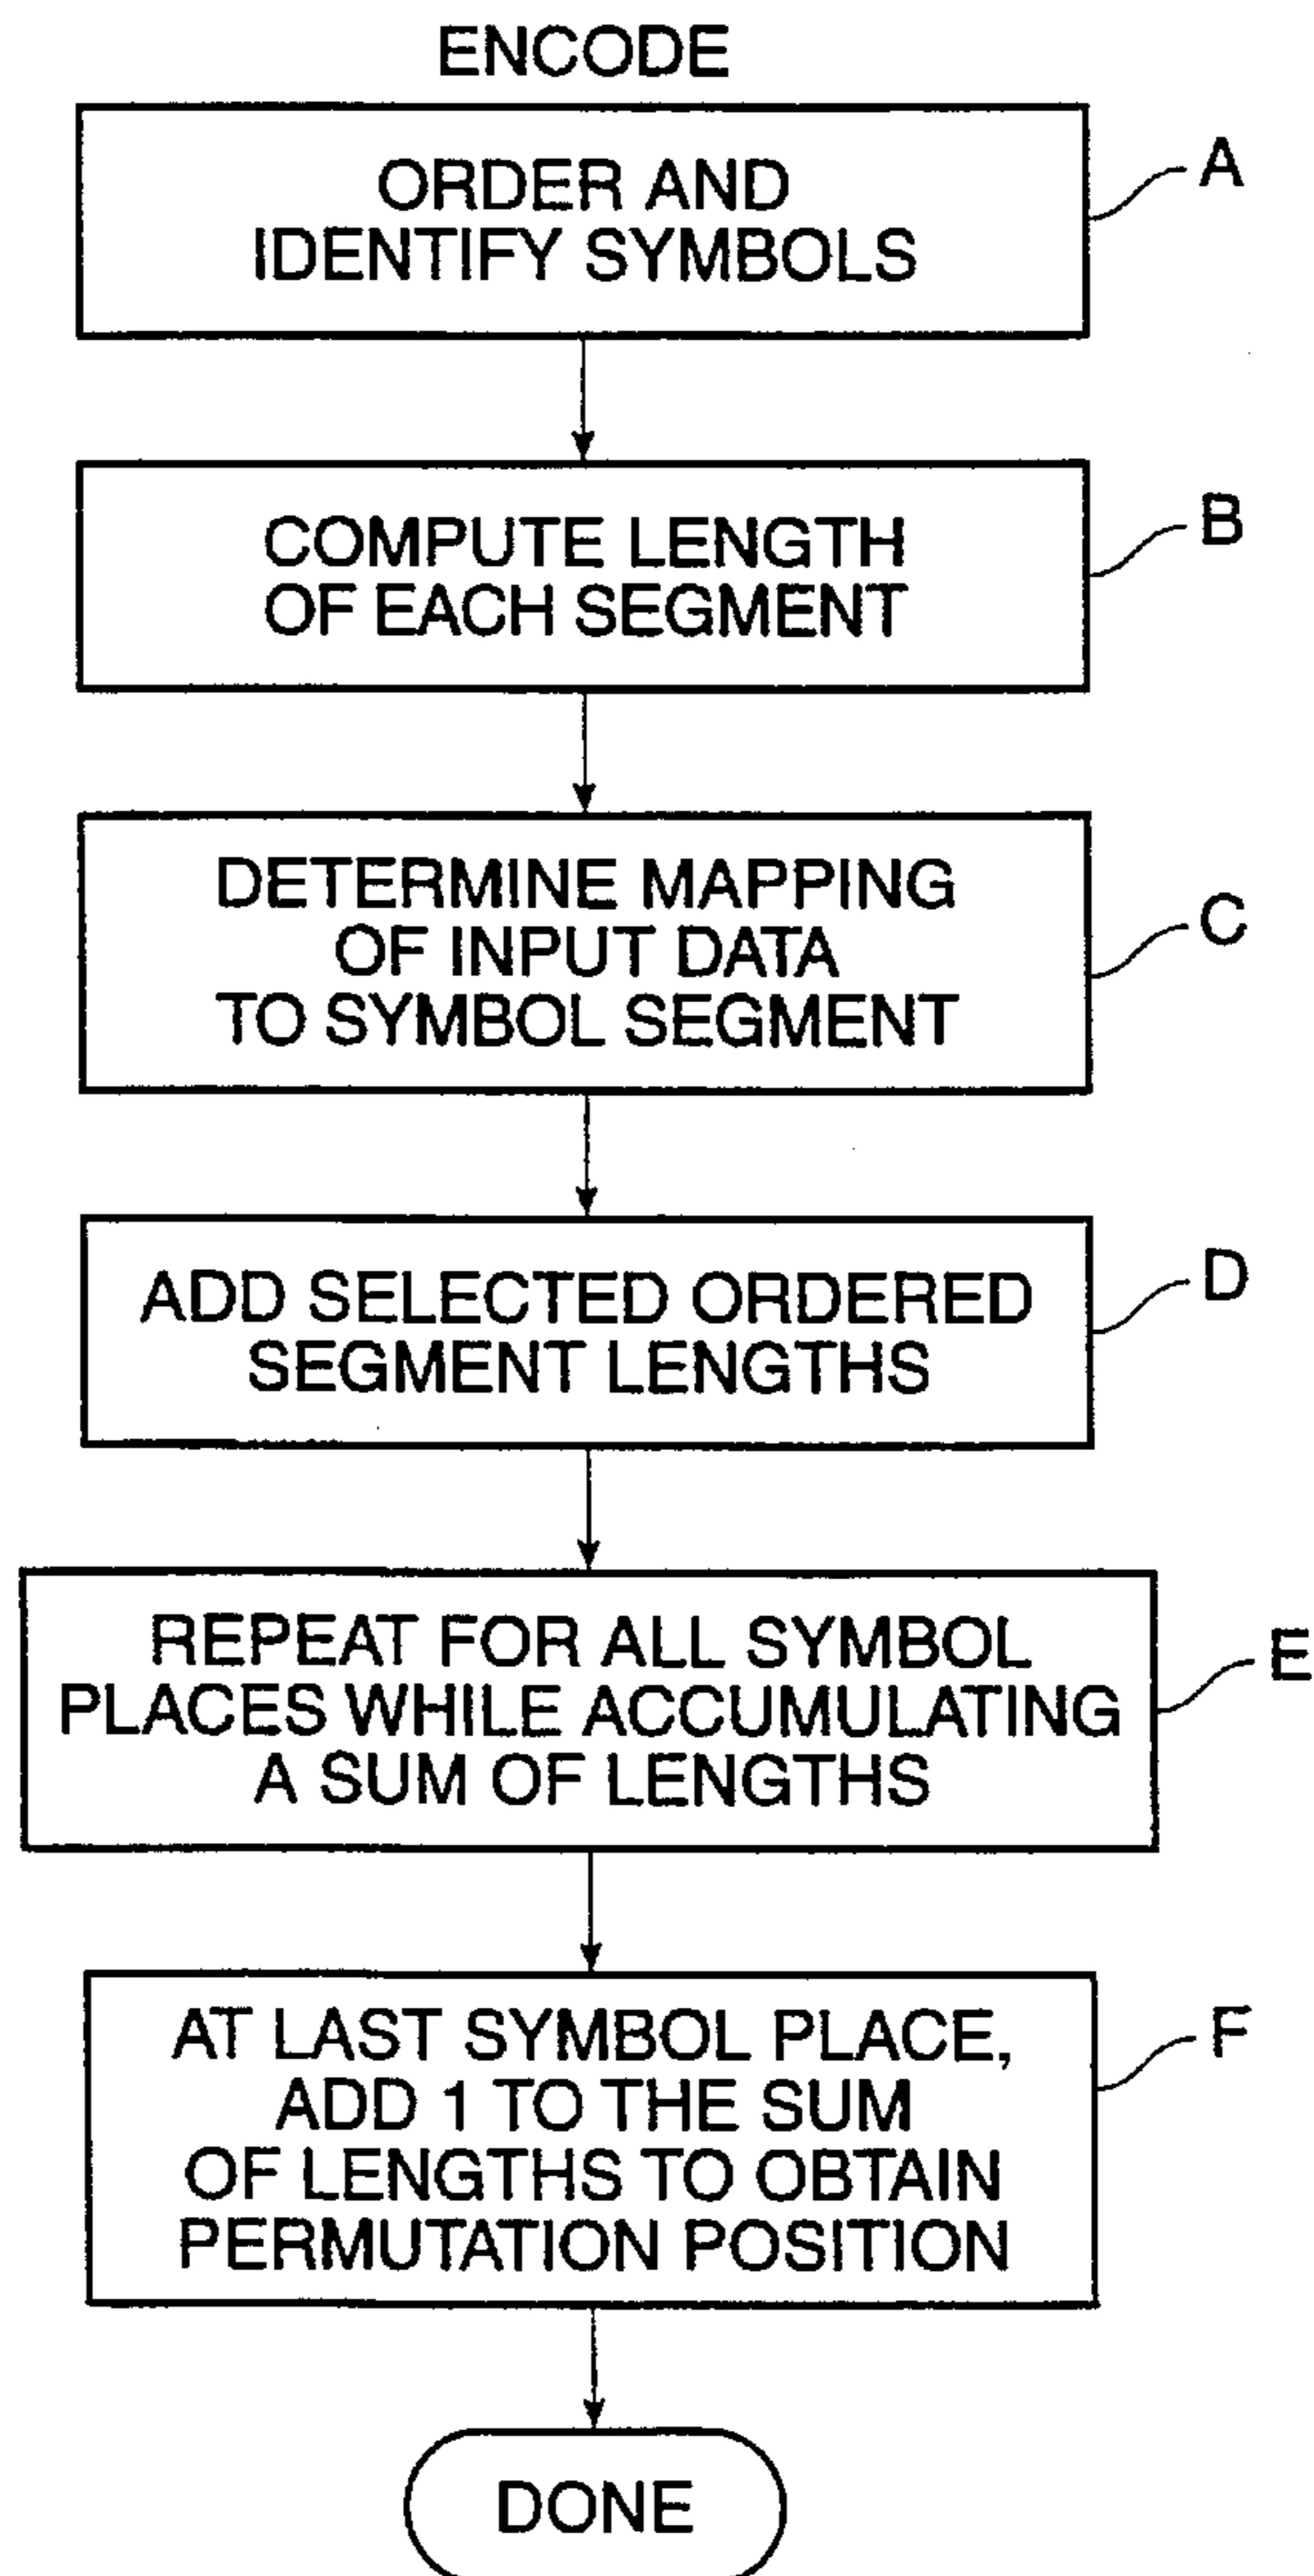 ENCODE
ORDER AND
IDENTIFY SYMBOLS
A
COMPUTE LENGTH
OF EACH SEGMENT
B
DETERMINE MAPPING
OF INPUT DATA
TO SYMBOL SEGMENT
C
ADD SELECTED ORDERED
SEGMENT LENGTHS
D
REPEAT FOR ALL SYMBOL
PLACES WHILE ACCUMULATING
A SUM OF LENGTHS
E
AT LAST SYMBOL PLACE,
ADD 1 TO THE SUM
OF LENGTHS TO OBTAIN
PERMUTATION POSITION
F
DONE